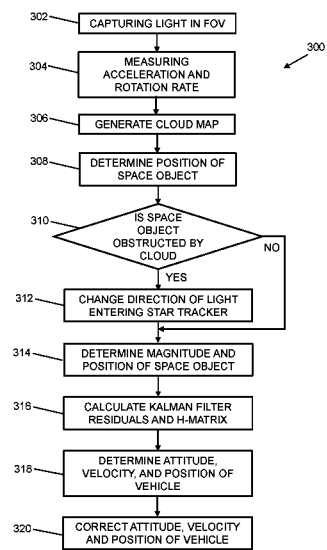 302
CAPTURING LIGHT IN FOV
300
304
MEASURING
ACCELERATION AND
ROTATION RATE
306
GENERATE CLOUD MAP
308
DETERMINE POSITION OF
SPACE OBJECT
310
IS SPACE
OBJECT
OBSTRUCTED BY
CLOUD
NO
YES
312
CHANGE DIRECTION OF LIGHT
ENTERING STAR TRACKER
314
DETERMINE MAGNITUDE AND
POSITION OF SPACE OBJECT
316
CALCULATE KALMAN FILTER
RESIDUALS AND H-MATRIX
318
DETERMINE ATTITUDE,
VELOCITY, AND POSITION OF
VEHICLE
320
CORRECT ATTITUDE, VELOCITY
AND POSITION OF VEHICLE